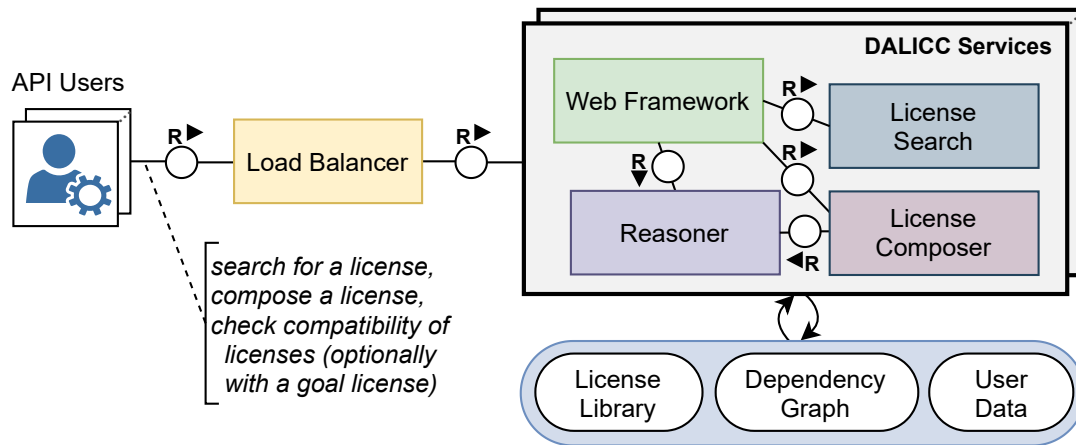 API Users
R
Load Balancer
R
DALICC Services
Web Framework
R
License
Search
R
R
Reasoner
R
License
Composer
search for a license,
compose a license,
check compatibility of
licenses (optionally
with a goal license)
License
Library
Dependency
Graph
User
Data